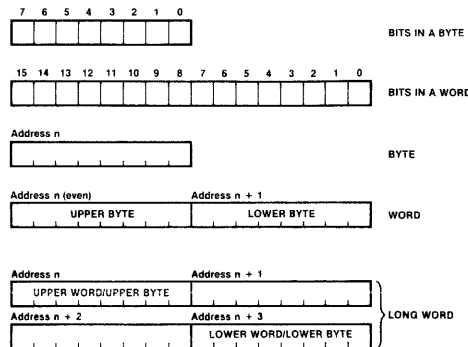 7 6 5 4 3 2 1 0
BITS IN A BYTE
15 14 13 12 11 10 9 8 7 6 5 4 3 2 1 0
BITS IN A WORD
Address n
BYTE
Address n (even) Address n + 1
UPPER BYTE LOWER BYTE WORD
Address n Address n + 1
UPPER WORD/UPPER BYTE
LONG WORD
Address n + 2 Address n + 3
LOWER WORD/LOWER BYTE